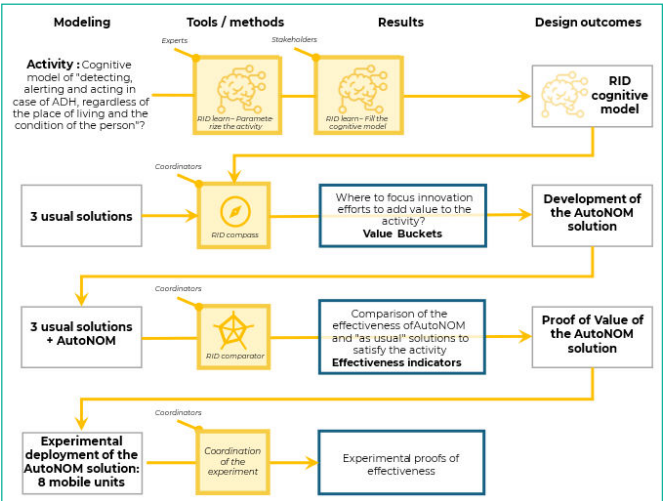 Modeling
Tools / methods
Results
Design outcomes
Experts
Stakeholders
Activity : Cognitive
model of "detecting,
alerting and acting in
case of ADH, regardless of
the place of living and the
condition of the person"?
RID learn– Paramete-
rize the activity
RID learn– Fill the
cognitive model
RID
cognitive
model
Coordinators
3 usual solutions
RID compass
Where to focus innovation
efforts to add value to the
activity?
Value Buckets
Development of
the AutoNOM
solution
Coordinators
3 usual solutions
+ AutoNOM
RID comparator
Comparison of the
effectiveness ofAutoNOM
and "as usual" solutions to
satisfy the activity
Effectiveness indicators
Proof of Value of
the AutoNOM
solution
Coordinators
Experimental
deployment of the
AutoNOM solution:
8 mobile units
Coordination
of the
experiment
Experimental proofs of
effectiveness